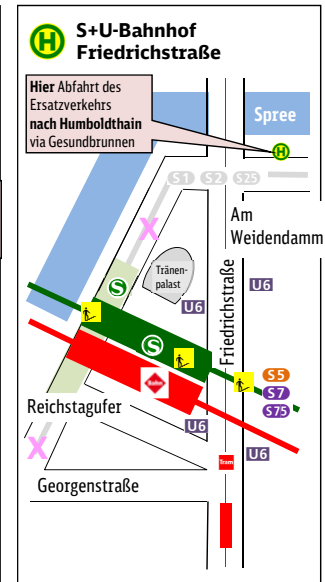 H
S+U-Bahnhof
Friedrichstraße
Hier Abfahrt des
Ersatzverkehrs
nach Humboldthain
via Gesundbrunnen
Spree
H
S1 S2 S25
X
Am
Weidendamm
Tränen-
palast
Friedrichstraße
U6
S
U6
S
S5
S7
S75
Bahn
Reichstagufer
U6
X
U6
Tram
Georgenstraße